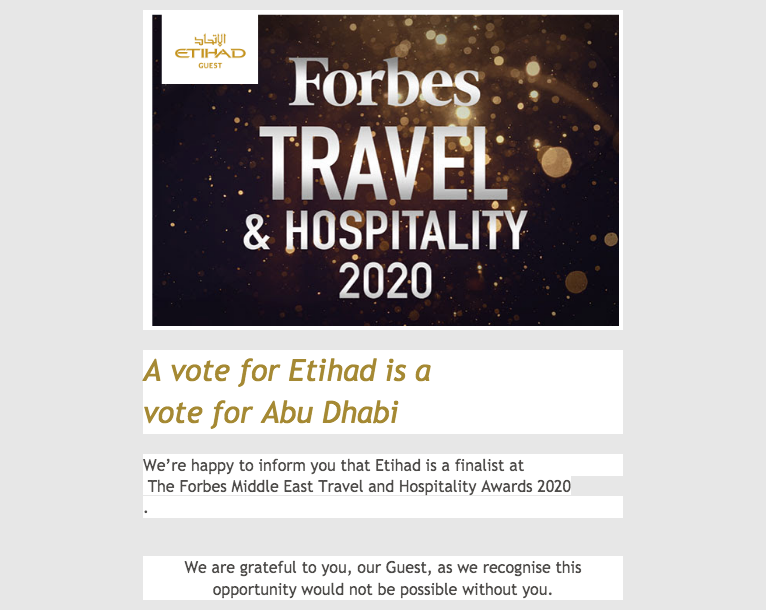 الإتحاد
ETIHAD
GUEST
Forbes
TRAVEL
& HOSPITALITY
2020
A vote for Etihad is a
vote for Abu Dhabi
We’re happy to inform you that Etihad is a finalist at
The Forbes Middle East Travel and Hospitality Awards 2020
.
We are grateful to you, our Guest, as we recognise this
opportunity would not be possible without you.